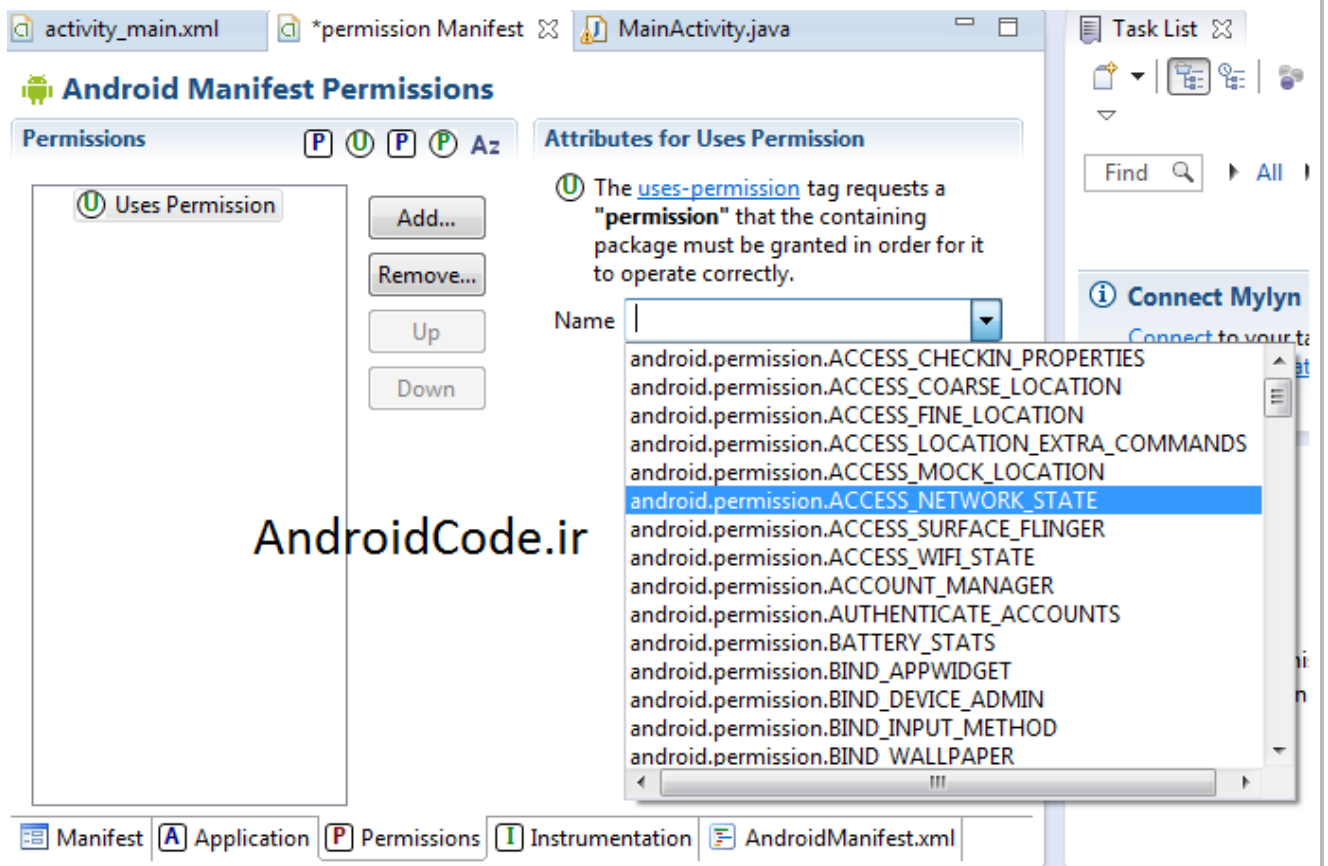 activity_main.xml
*permission Manifest
MainActivity.java
Task List
Android Manifest Permissions
Permissions
P U P P Az
Attributes for Uses Permission
Find
All
U Uses Permission
Add...
Remove...
Up
Down
U The uses-permission tag requests a
"permission" that the containing
package must be granted in order for it
to operate correctly.
Name
Connect Mylyn
Connect to your ta
android.permission.ACCESS_CHECKIN_PROPERTIES
android.permission.ACCESS_COARSE_LOCATION
android.permission.ACCESS_FINE_LOCATION
android.permission.ACCESS_LOCATION_EXTRA_COMMANDS
android.permission.ACCESS_MOCK_LOCATION
android.permission.ACCESS_NETWORK_STATE
android.permission.ACCESS_SURFACE_FLINGER
android.permission.ACCESS_WIFI_STATE
android.permission.ACCOUNT_MANAGER
android.permission.AUTHENTICATE_ACCOUNTS
android.permission.BATTERY_STATS
android.permission.BIND_APPWIDGET
android.permission.BIND_DEVICE_ADMIN
android.permission.BIND_INPUT_METHOD
android.permission.BIND_WALLPAPER
AndroidCode.ir
Manifest
A Application
P Permissions
I Instrumentation
AndroidManifest.xml